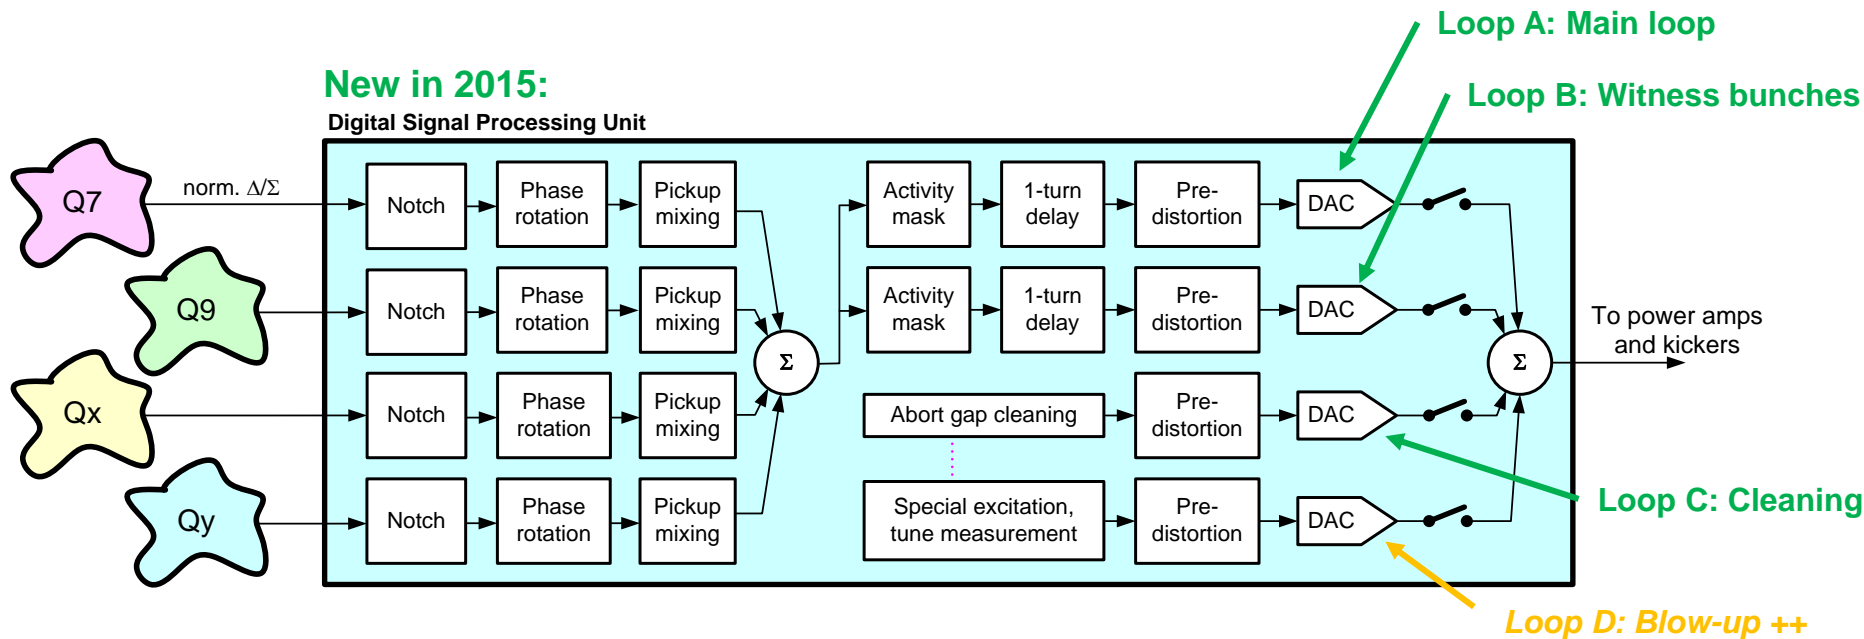 Loop A: Main loop
New in 2015:
Loop B: Witness bunches
Digital Signal Processing Unit
Q7
norm. Δ/Σ
Notch
Phase
rotation
Pickup
mixing
Activity
mask
1-turn
delay
Pre-
distortion
DAC
Q9
Notch
Phase
rotation
Pickup
mixing
Activity
mask
1-turn
delay
Pre-
distortion
DAC
Σ
Σ
To power amps
and kickers
Qx
Notch
Phase
rotation
Pickup
mixing
Abort gap cleaning
Pre-
distortion
DAC
Loop C: Cleaning
Qy
Notch
Phase
rotation
Pickup
mixing
Special excitation,
tune measurement
Pre-
distortion
DAC
Loop D: Blow-up ++